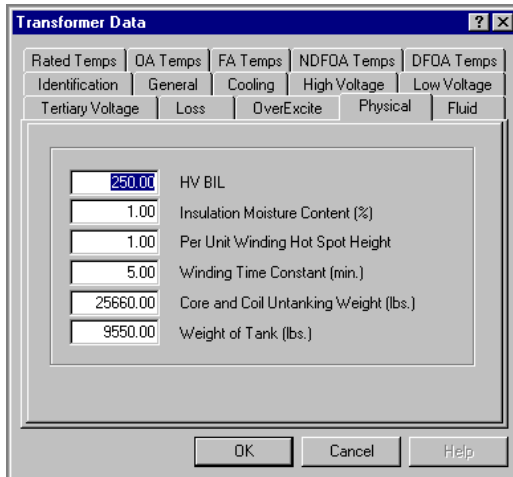 Transformer Data
Rated Temps OA Temps FA Temps NDFOA Temps DFOA Temps
Identification General Cooling High Voltage Low Voltage
Tertiary Voltage Loss OverExcite Physical Fluid
250.00 HV BIL
1.00 Insulation Moisture Content (%)
1.00 Per Unit Winding Hot Spot Height
5.00 Winding Time Constant (min.)
25660.00 Core and Coil Untanking Weight (lbs.)
9550.00 Weight of Tank (lbs.)
OK Cancel Help